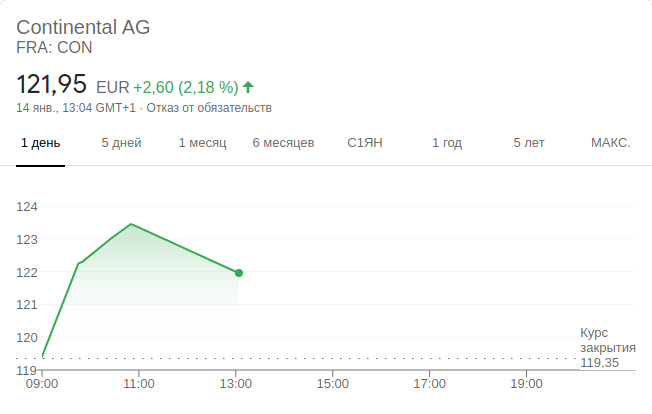 Continental AG
FRA: CON
121,95 EUR +2,60 (2,18 %)
14 янв., 13:04 GMT+1 · Отказ от обязательств
1 день 5 дней 1 месяц 6 месяцев С1ЯН 1 год 5 лет МАКС.
124
123
122
121
120
119
Курс
закрытия
119,35
09:00 11:00 13:00 15:00 17:00 19:00